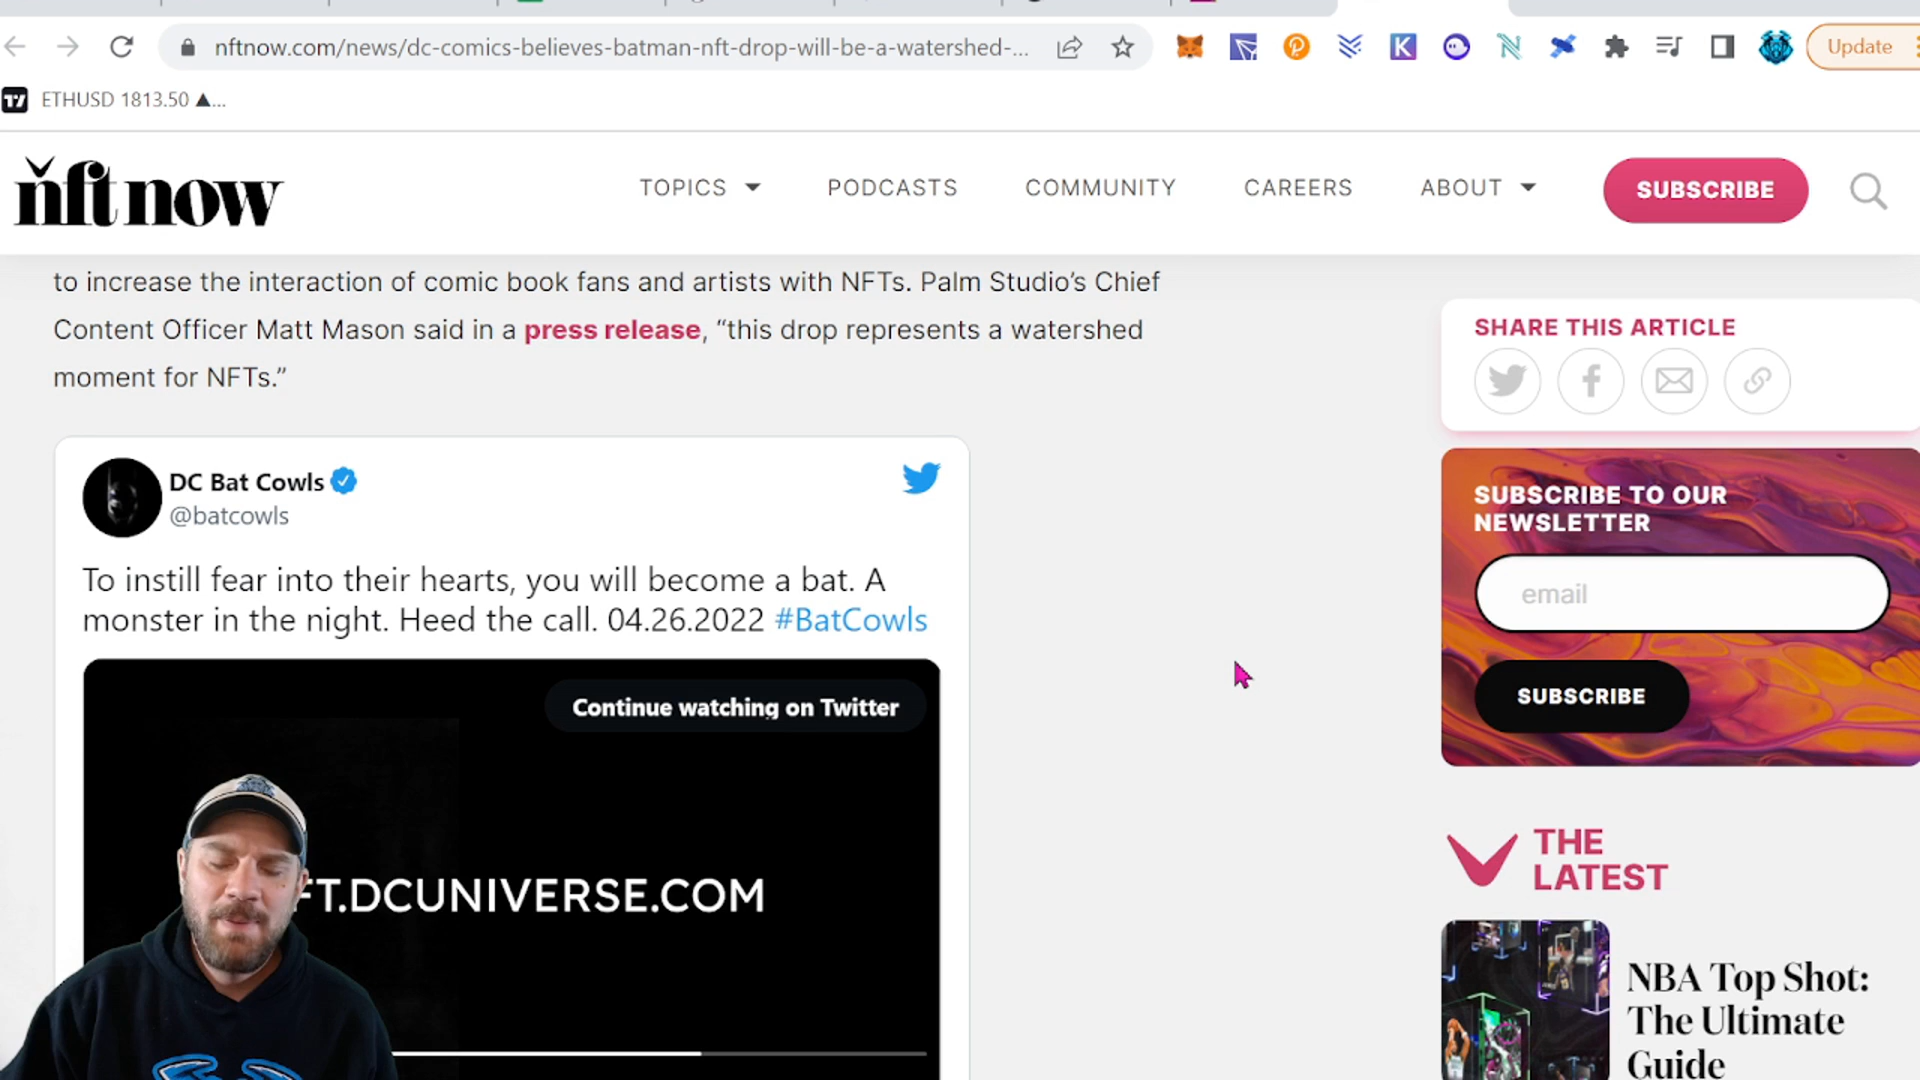 nftnow.com/news/dc-comics-believes-batman-nft-drop-will-be-a-watershed-...
Update
ETHUSD 1813.50 ▲...
nft now
TOPICS
PODCASTS
COMMUNITY
CAREERS
ABOUT
SUBSCRIBE
to increase the interaction of comic book fans and artists with NFTs. Palm Studio’s Chief
Content Officer Matt Mason said in a press release, “this drop represents a watershed
moment for NFTs.”
DC Bat Cowls
@batcowls
To instill fear into their hearts, you will become a bat. A
monster in the night. Heed the call. 04.26.2022 #BatCowls
Continue watching on Twitter
FT.DCUNIVERSE.COM
SHARE THIS ARTICLE
SUBSCRIBE TO OUR
NEWSLETTER
email
SUBSCRIBE
THE
LATEST
NBA Top Shot:
The Ultimate
Guide